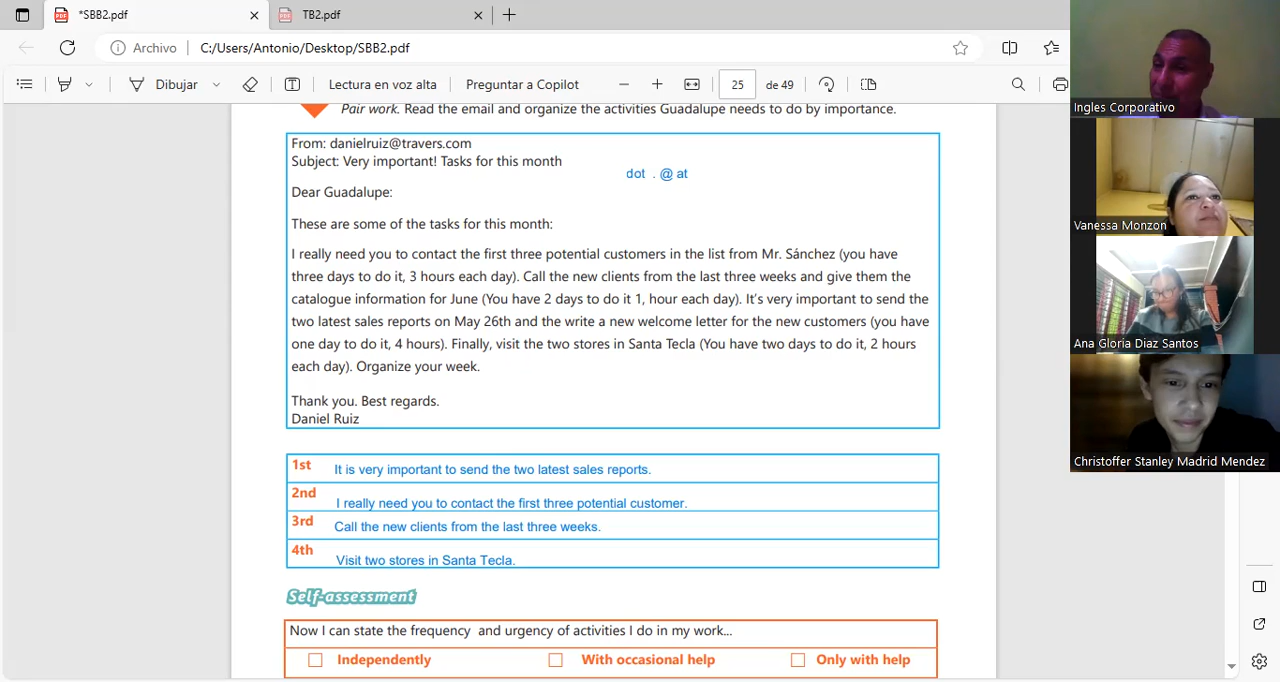 *SBB2.pdf
TB2.pdf
Archivo
C:/Users/Antonio/Desktop/SBB2.pdf
Dibujar
Lectura en voz alta
Preguntar a Copilot
25
de 49
Pair work. Read the email and organize the activities Guadalupe needs to do by importance.
From: danielruiz@travers.com
Subject: Very important! Tasks for this month
dot . @ at
Dear Guadalupe:
These are some of the tasks for this month:
I really need you to contact the first three potential customers in the list from Mr. Sánchez (you have
three days to do it, 3 hours each day). Call the new clients from the last three weeks and give them the
catalogue information for June (You have 2 days to do it 1, hour each day). It's very important to send the
two latest sales reports on May 26th and the write a new welcome letter for the new customers (you have
one day to do it, 4 hours). Finally, visit the two stores in Santa Tecla (You have two days to do it, 2 hours
each day). Organize your week.
Thank you. Best regards.
Daniel Ruiz
1st It is very important to send the two latest sales reports.
2nd I really need you to contact the first three potential customer.
3rd Call the new clients from the last three weeks.
4th Visit two stores in Santa Tecla.
Self-assessment
Now I can state the frequency and urgency of activities I do in my work...
Independently
With occasional help
Only with help
Ingles Corporativo
Vanessa Monzon
Ana Gloria Diaz Santos
Christoffer Stanley Madrid Mendez